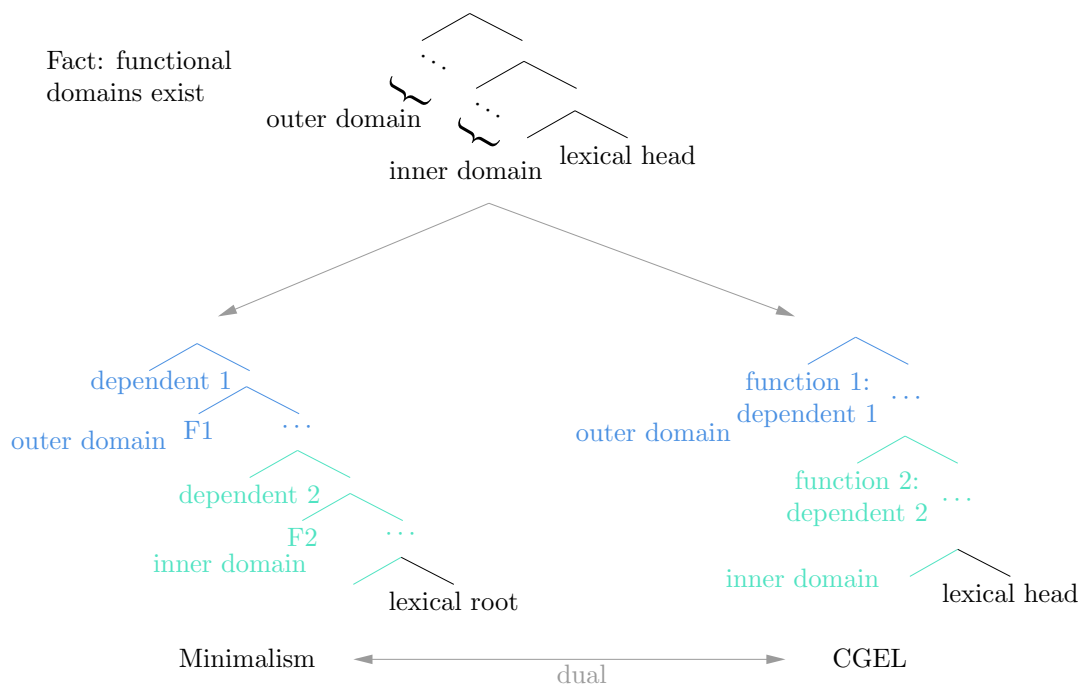 Fact: functional
domains exist
...
outer domain
...
lexical head
inner domain
dependent 1
F1
...
outer domain
dependent 2
F2
...
inner domain
lexical root
function 1:
dependent 1
...
outer domain
function 2:
dependent 2
...
inner domain
lexical head
Minimalism
dual
CGEL